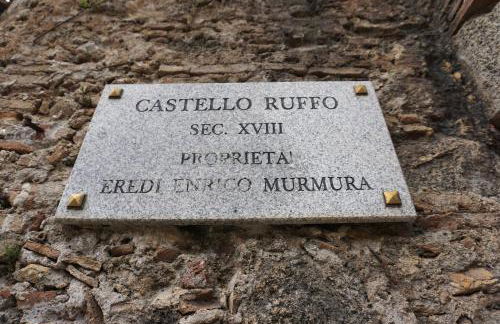 CASTELLO RUFFO
SEC. XVIII
PROPRIETA'
EREDI ENRICO MURMURA